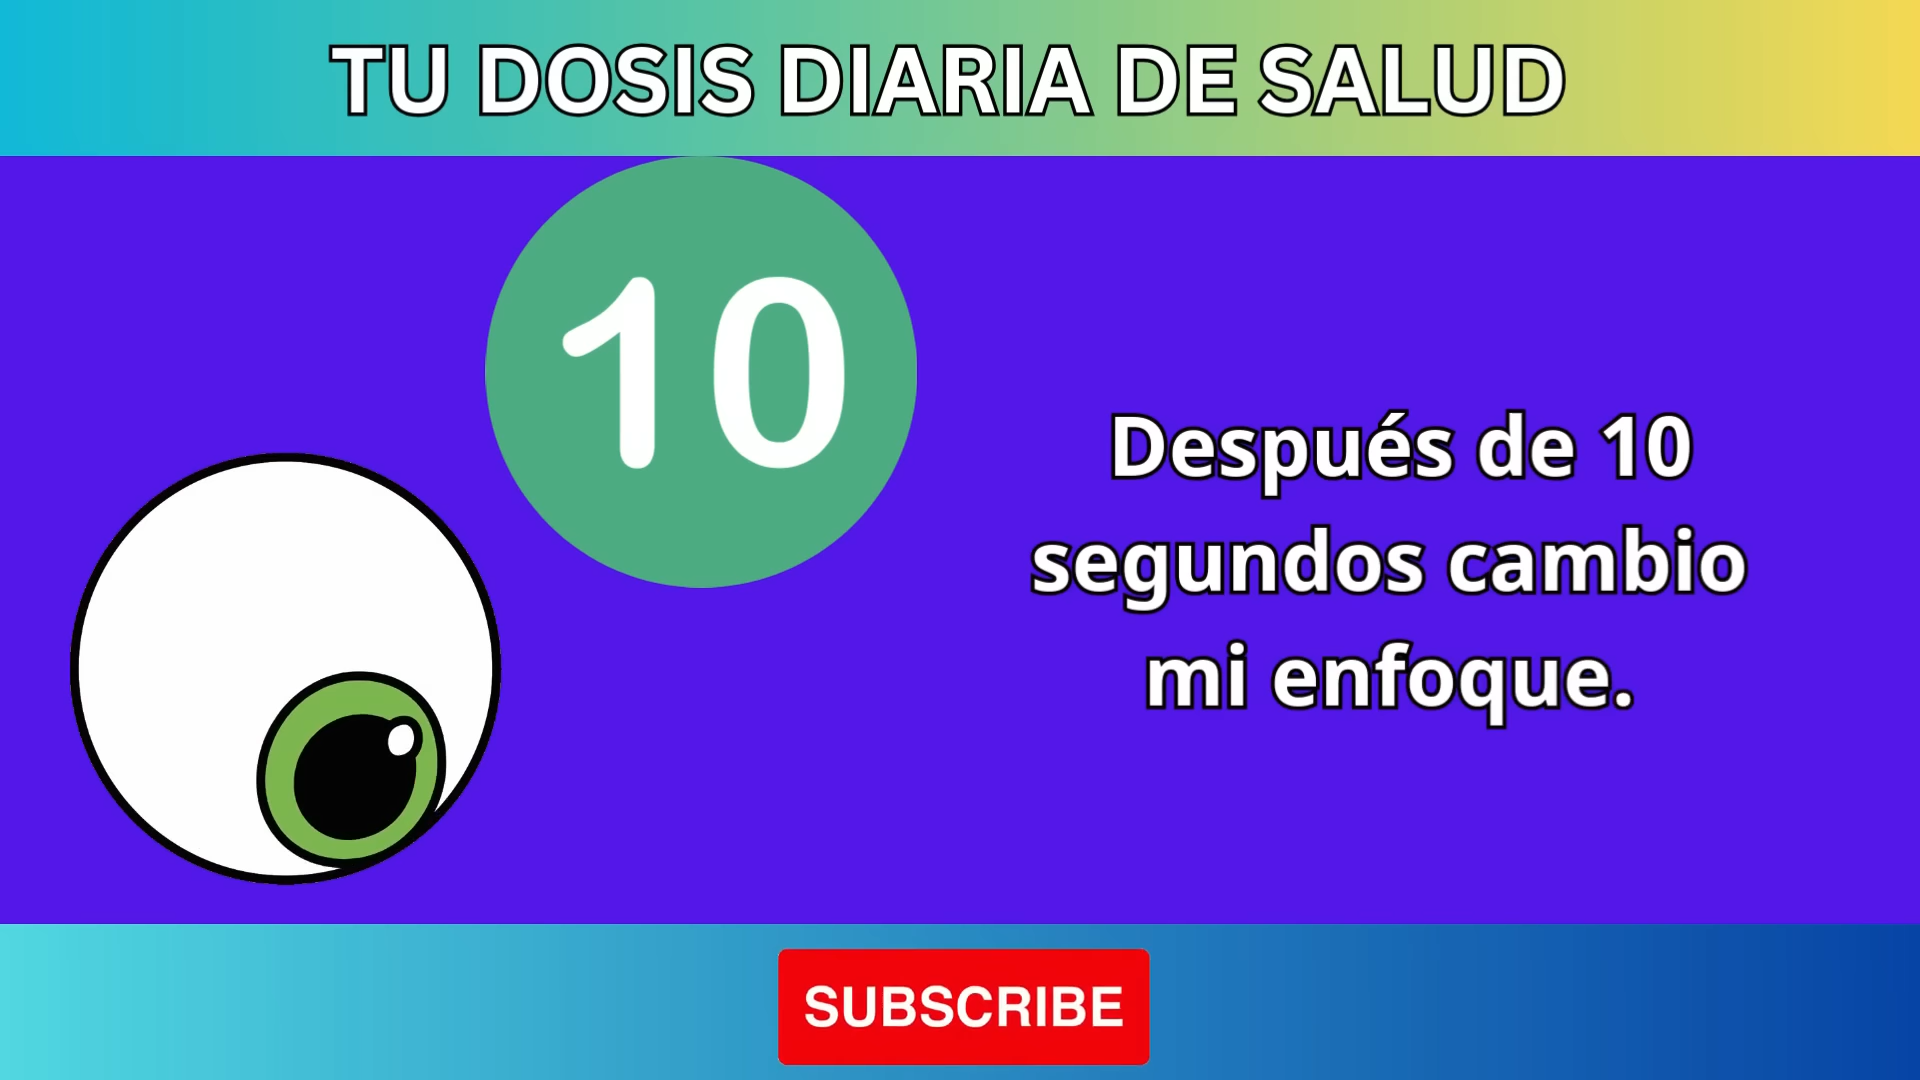 TU DOSIS DIARIA DE SALUD
10
Después de 10
segundos cambio
mi enfoque.
SUBSCRIBE